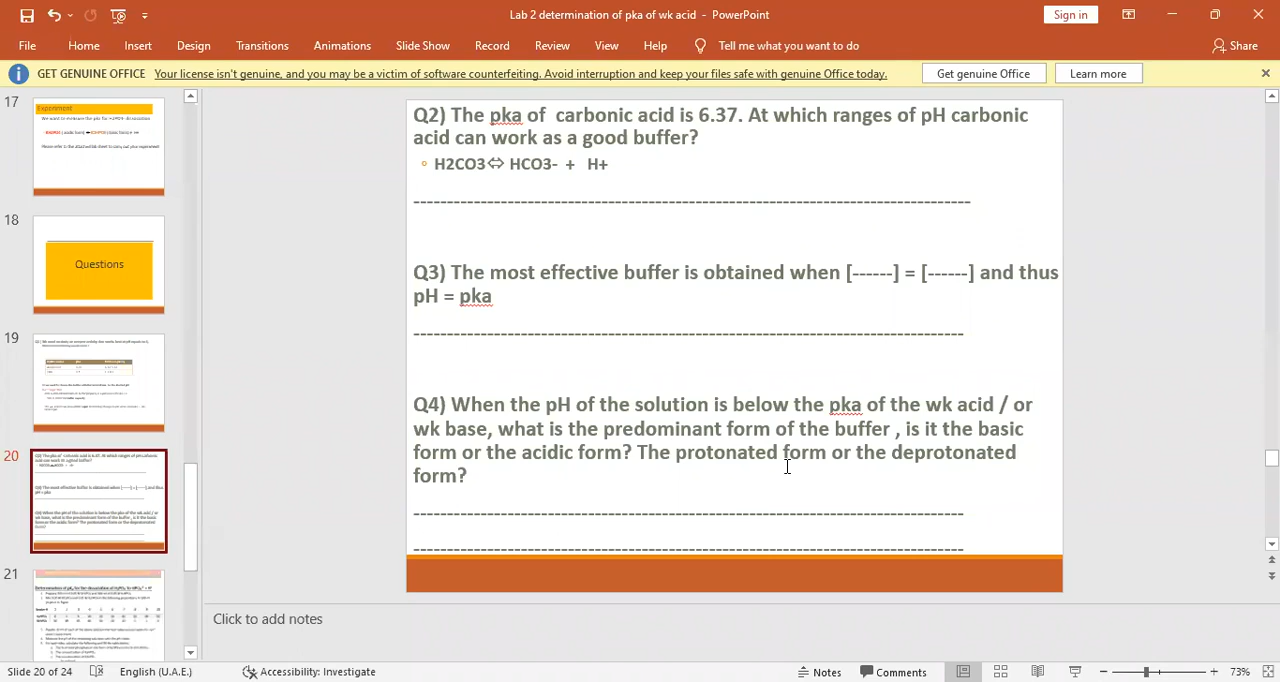 Lab 2 determination of pka of wk acid - PowerPoint
Sign in
File Home Insert Design Transitions Animations Slide Show Record Review View Help Tell me what you want to do Share
GET GENUINE OFFICE Your license isn't genuine, and you may be a victim of software counterfeiting. Avoid interruption and keep your files safe with genuine Office today. Get genuine Office Learn more
17
Experiment
18
Questions
19
20
21
Q2) The pka of carbonic acid is 6.37. At which ranges of pH carbonic
acid can work as a good buffer?
H2CO3⇔ HCO3- + H+
Q3) The most effective buffer is obtained when [------] = [------] and thus
pH = pka
Q4) When the pH of the solution is below the pka of the wk acid / or
wk base, what is the predominant form of the buffer , is it the basic
form or the acidic form? The protonated form or the deprotonated
form?
Click to add notes
Slide 20 of 24 English (U.A.E.) Accessibility: Investigate Notes Comments 73%